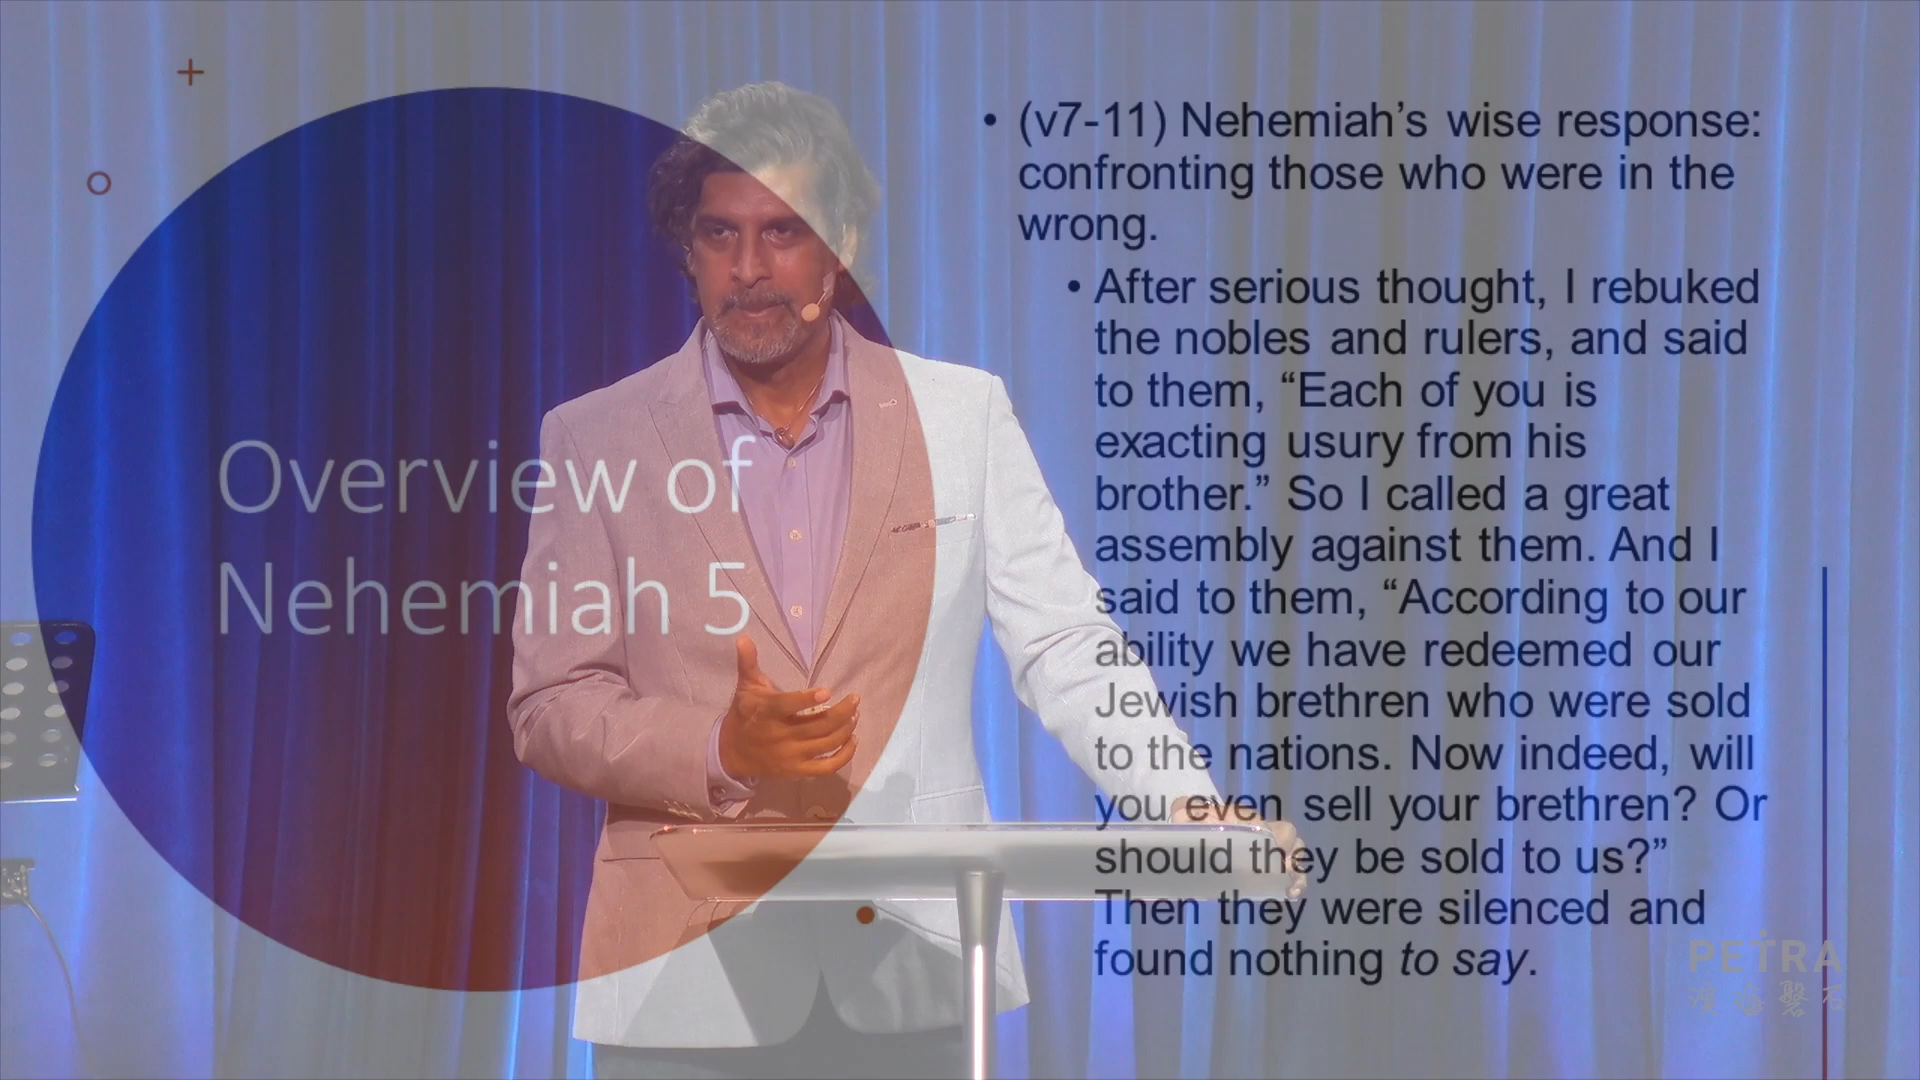 Overview of
Nehemiah 5
• (v7-11) Nehemiah’s wise response:
confronting those who were in the
wrong.
• After serious thought, I rebuked
the nobles and rulers, and said
to them, “Each of you is
exacting usury from his
brother.” So I called a great
assembly against them. And I
said to them, “According to our
ability we have redeemed our
Jewish brethren who were sold
to the nations. Now indeed, will
you even sell your brethren? Or
should they be sold to us?”
Then they were silenced and
found nothing to say.
PETRA